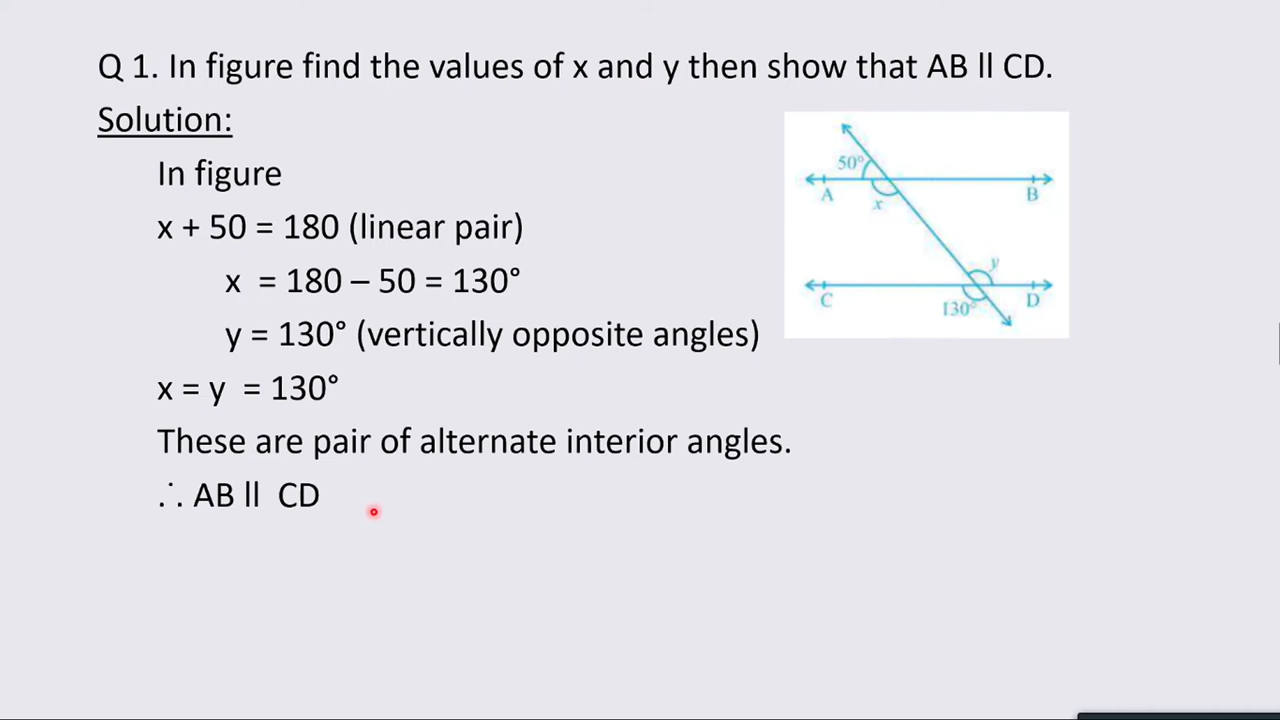 Q 1. In figure find the values of x and y then show that AB ll CD.
Solution:
In figure
x + 50 = 180 (linear pair)
x = 180 – 50 = 130°
y = 130° (vertically opposite angles)
x = y = 130°
These are pair of alternate interior angles.
∴ AB ll CD
50°
A
B
x
y
C
D
130°